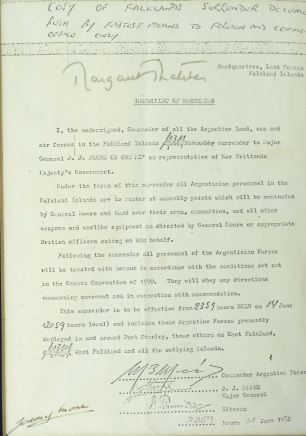 COPY OF FALKLANDS SURRENDER DOCUMENT
RUSH BY FASTEST MEANS TO FOREIGN AND COMMON
OFFICE ONLY
Headquarters, Land Forces
Falkland Islands
Margaret Thatcher
INSTRUMENT OF SURRENDER
I, the undersigned, Commander of all the Argentine land, sea and
air forces in the Falkland hereby surrender to Major
General J. J. MOORE CB OBE MC* as representative of Her Brittanic
Majesty's Government.
Under the terms of this surrender all Argentinian personnel in the
Falkland Islands are to muster at assembly points which will be nominated
by General Moore and hand over their arms, ammunition, and all other
weapons and warlike equipment as directed by General Moore or appropriate
British officers acting on his behalf.
Following the surrender all personnel of the Argentinian Forces
will be treated with honour in accordance with the conditions set out
in the Geneva Convention of 1949. They will obey any directions
concerning movement and in connection with accommodation.
This surrender is to be effective from 2359 hours ZULU on 14 June
(2059 hours local) and includes those Argentine Forces presently
deployed in and around Port Stanley, those others on East Falkland,
West Falkland and all the outlying islands.
Commander Argentine Forces
J. J. MOORE
Major General
Witness
hours 14 June 1982